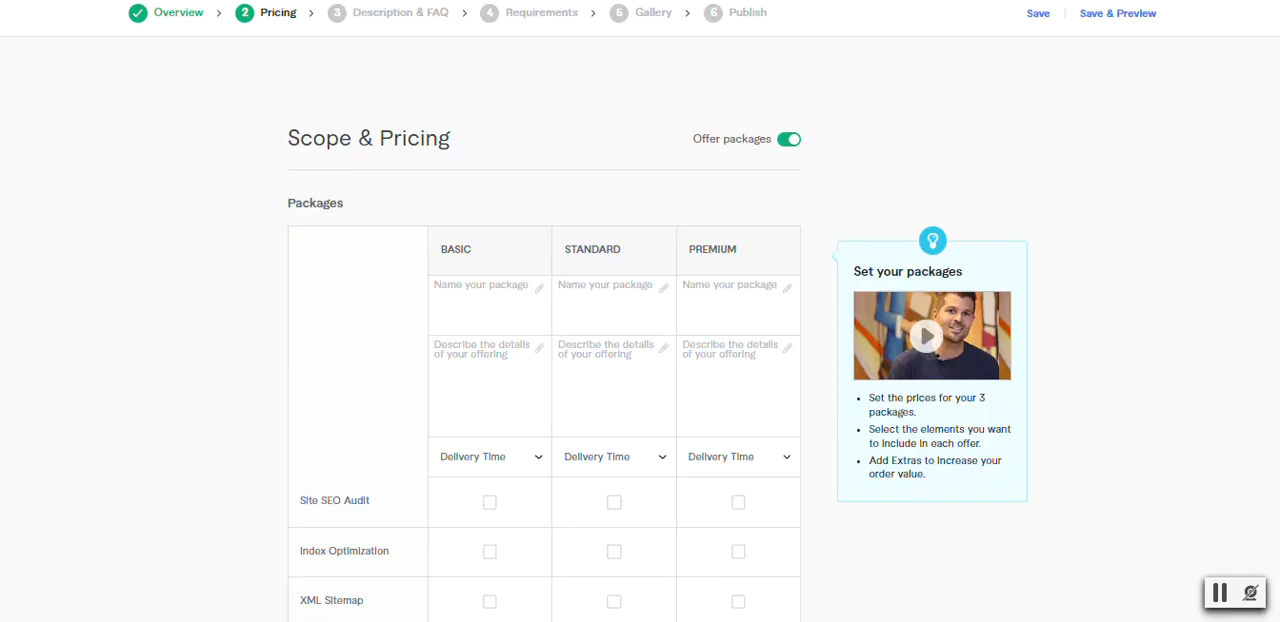 Overview
2 Pricing
3 Description & FAQ
4 Requirements
5 Gallery
6 Publish
Save
Save & Preview
Scope & Pricing
Offer packages
Packages
BASIC
STANDARD
PREMIUM
Name your package
Name your package
Name your package
Describe the details
of your offering
Describe the details
of your offering
Describe the details
of your offering
Delivery Time
Delivery Time
Delivery Time
Site SEO Audit
Index Optimization
XML Sitemap
Set your packages
Set the prices for your 3
packages.
Select the elements you want
to include in each offer.
Add Extras to increase your
order value.